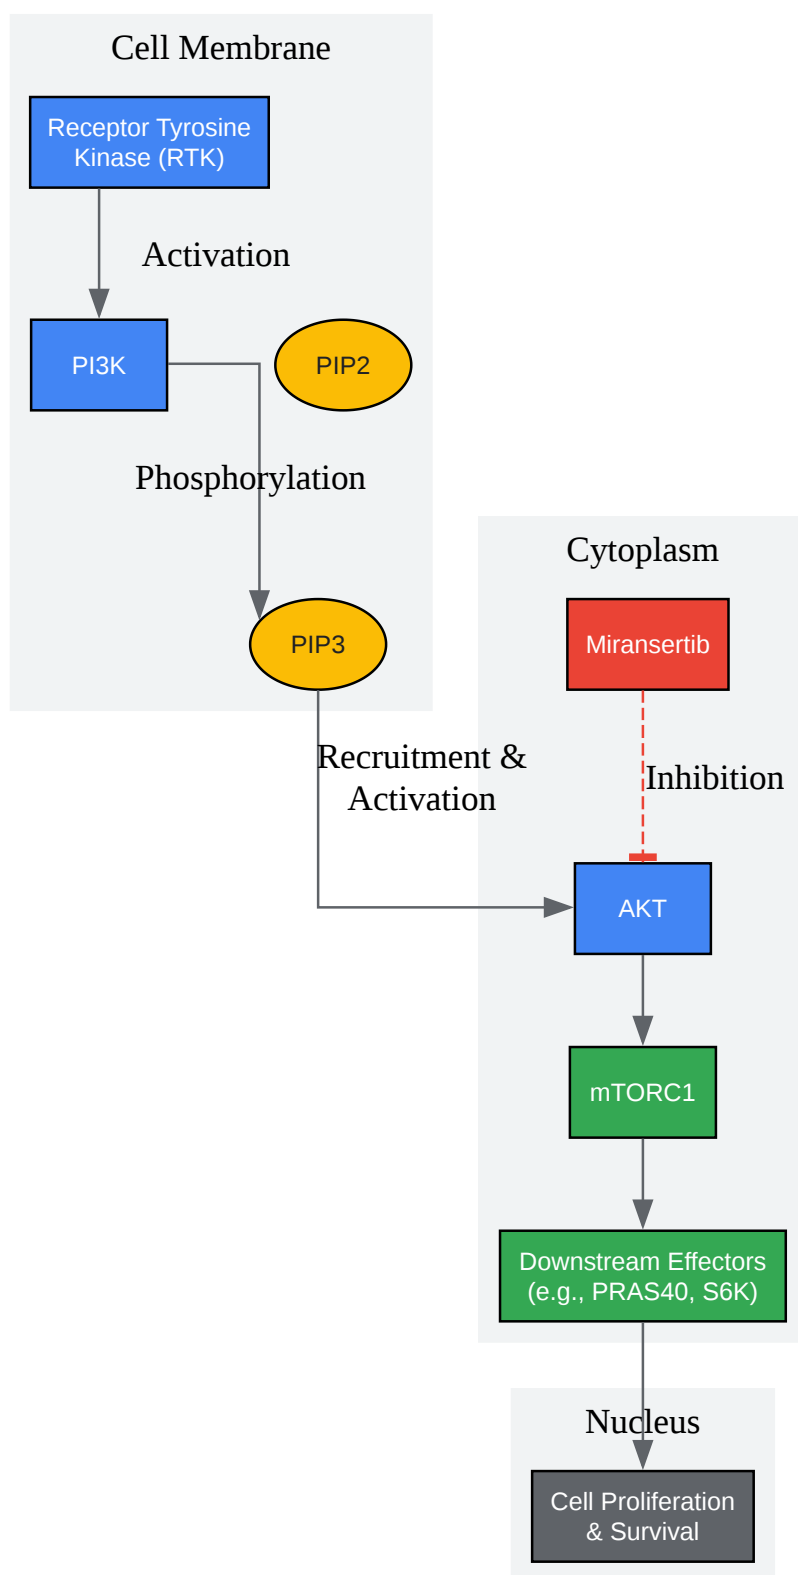 Cell Membrane
Receptor Tyrosine
Kinase (RTK)
Activation
PI3K
PIP2
Phosphorylation
PIP3
Cytoplasm
Miransertib
Recruitment &
Activation
Inhibition
AKT
mTORC1
Downstream Effectors
(e.g., PRAS40, S6K)
Nucleus
Cell Proliferation
& Survival